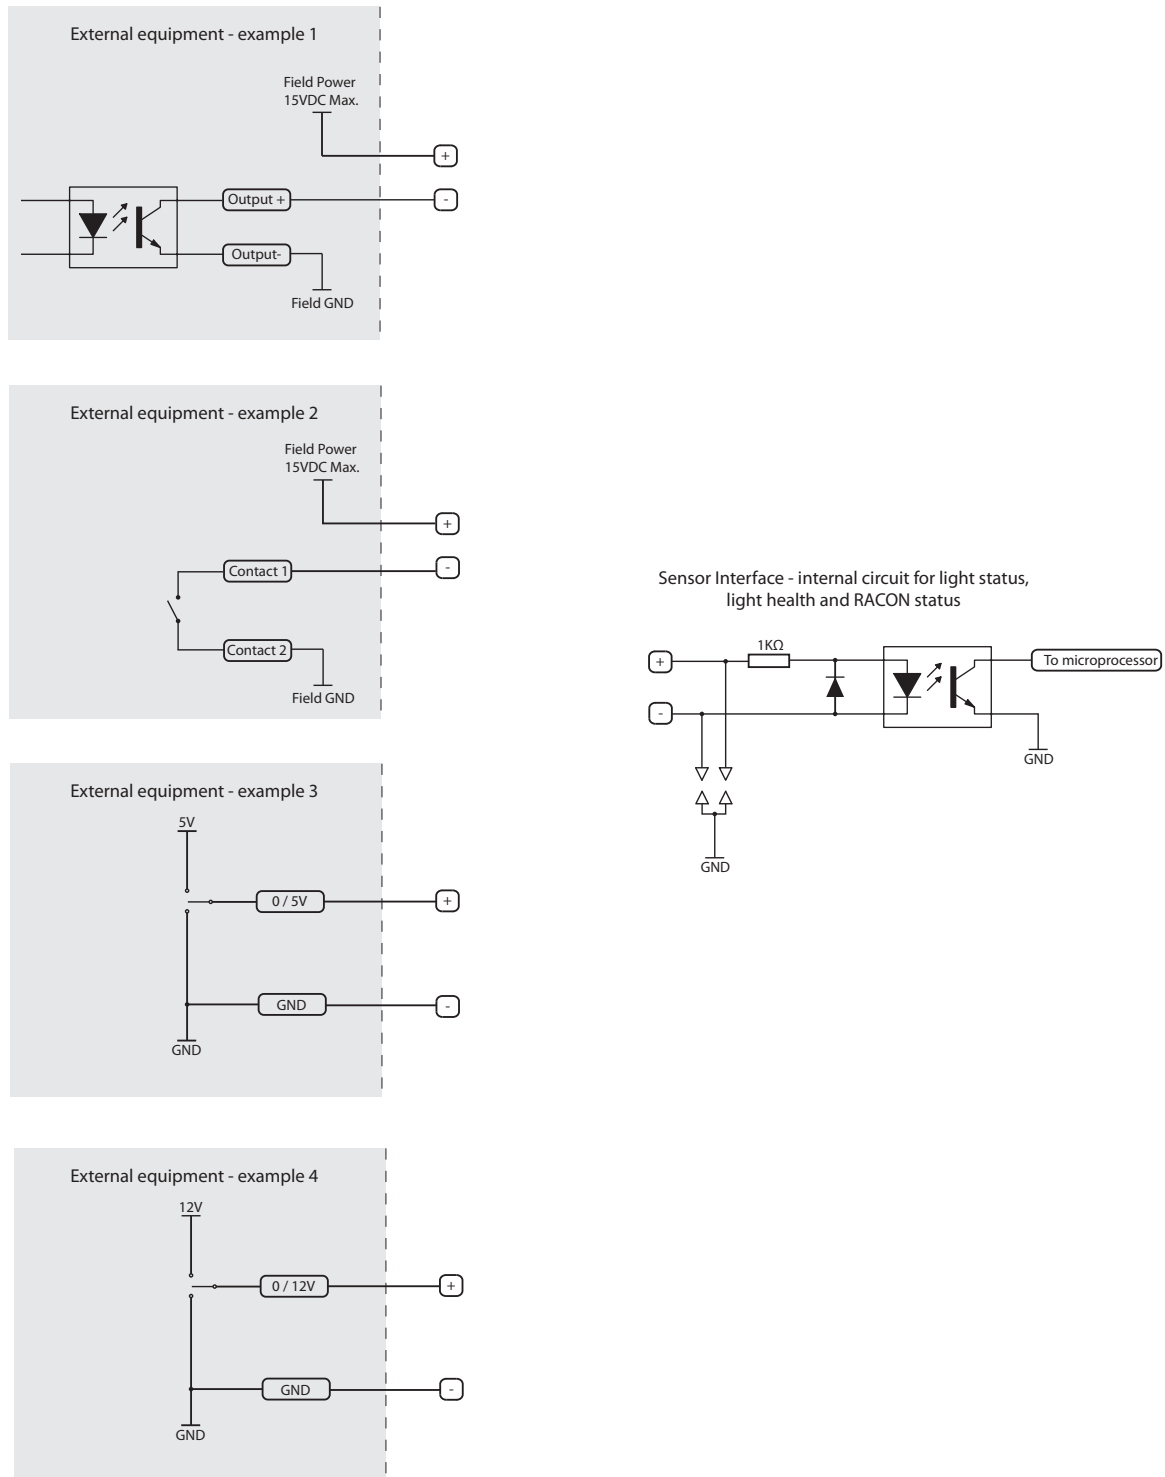 External equipment - example 1
Field Power
15VDC Max.
+
-
Output +
Output-
Field GND
External equipment - example 2
Field Power
15VDC Max.
+
-
Contact 1
Contact 2
Field GND
Sensor Interface - internal circuit for light status,
light health and RACON status
1KΩ
+
To microprocessor
-
GND
GND
External equipment - example 3
5V
0 / 5V
+
GND
-
GND
External equipment - example 4
12V
0 / 12V
+
GND
-
GND